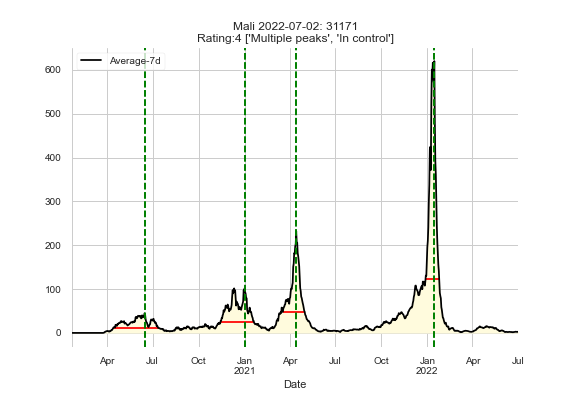 Mali 2022-07-02: 31171
Rating:4 ['Multiple peaks', 'In control']
Average-7d
600
500
400
300
200
100
0
Apr Jul Oct Jan Apr Jul Oct Jan Apr Jul
2021 2022
Date